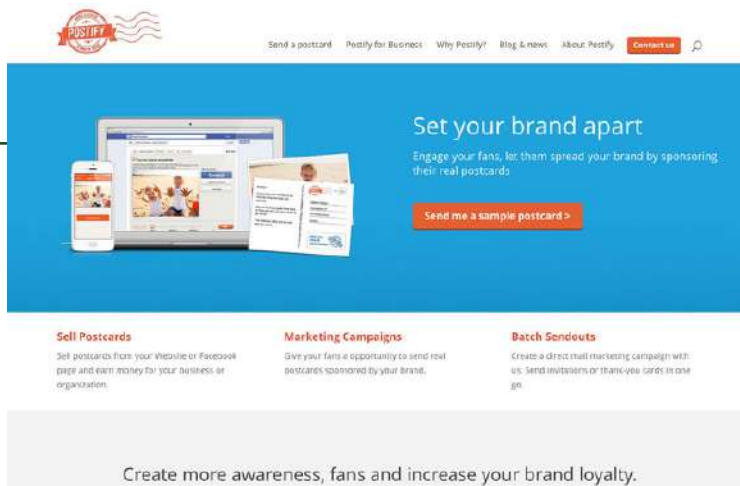 POSTIFY
Send a postcard Postify for Business Why Postify? Blog & news About Postify Contact us
Set your brand apart
Engage your fans, let them spread your brand by sponsoring
their real postcards
Send me a sample postcard >
Sell Postcards
Sell postcards from your Website or Facebook
page and earn money for your business or
organization.
Marketing Campaigns
Give your fans a opportunity to send real
postcards sponsored by your brand.
Batch Sendouts
Create a direct mail marketing campaign with
us. Send invitations or thank-you cards in one
go.
Create more awareness, fans and increase your brand loyalty.